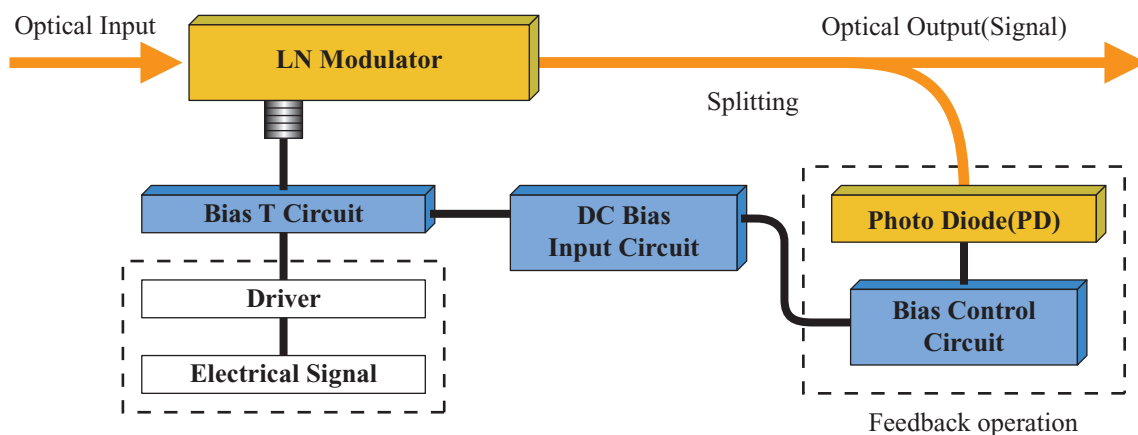 Optical Input
LN Modulator
Optical Output(Signal)
Splitting
Bias T Circuit
DC Bias
Input Circuit
Photo Diode(PD)
Driver
Bias Control
Circuit
Electrical Signal
Feedback operation